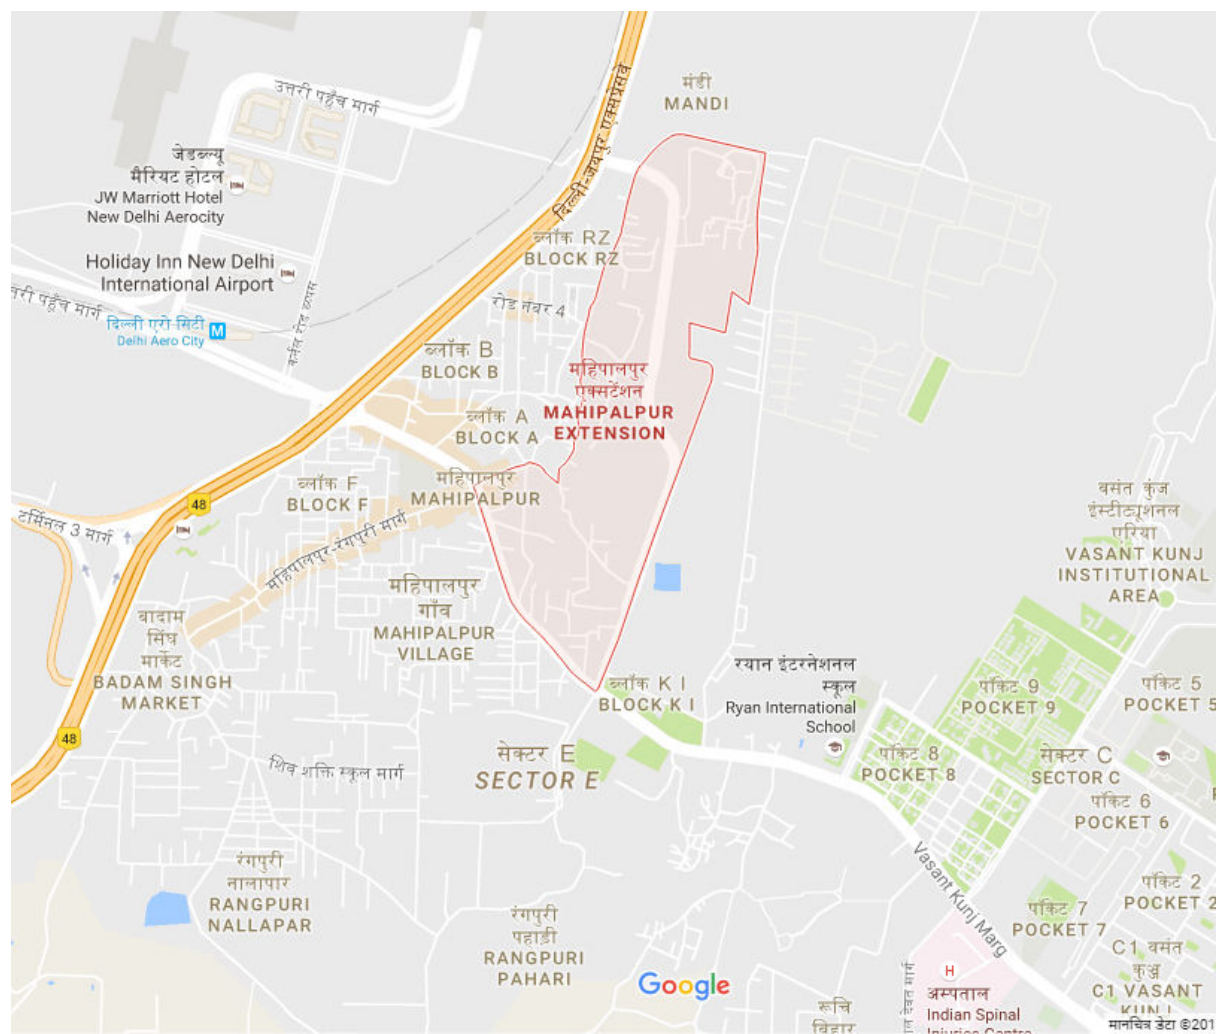 मंडी
MANDI
उत्तरी पहुँच मार्ग
दिल्ली-जयपुर एक्सप्रेसवे
जेडब्ल्यू
मैरियट होटल
JW Marriott Hotel
New Delhi Aerocity
ब्लॉक RZ
BLOCK RZ
Holiday Inn New Delhi
International Airport
रोड नंबर 4
पहुँच मार्ग
दिल्ली एरो सिटी
M
Delhi Aero City
ब्लॉक B
BLOCK B
महिपालपुर
एक्सटेंशन
MAHIPALPUR
EXTENSION
ब्लॉक A
BLOCK A
महिपालपुर
MAHIPALPUR
ब्लॉक F
BLOCK F
48
टर्मिनल 3 मार्ग
महिपालपुर-रंगपुरी मार्ग
वसंत कुंज
इंस्टीट्यूशनल
एरिया
VASANT KUNJ
INSTITUTIONAL
AREA
महिपालपुर
गाँव
MAHIPALPUR
VILLAGE
बादाम
सिंघ
मार्केट
BADAM SINGH
MARKET
48
ब्लॉक K I
BLOCK K I
रयान इंटरनेशनल
स्कूल
Ryan International
School
पॉकेट 9
POCKET 9
पॉकेट 5
POCKET 5
सेक्टर E
SECTOR E
पॉकेट 8
POCKET 8
सेक्टर C
SECTOR C
शिव शक्ति स्कूल मार्ग
पॉकेट 6
POCKET 6
Vasant Kunj Marg
रंगपुरी
नालापार
RANGPURI
NALLAPAR
रंगपुरी
पहाड़ी
RANGPURI
PAHARI
पॉकेट 7
POCKET 7
पॉकेट 2
POCKET 2
C1 वसंत
कुञ्ज
C1 VASANT
KUNJ
H
अस्पताल
Indian Spinal
Injuries Centre
Google
रूचि
विहार
मानचित्र डेटा ©201